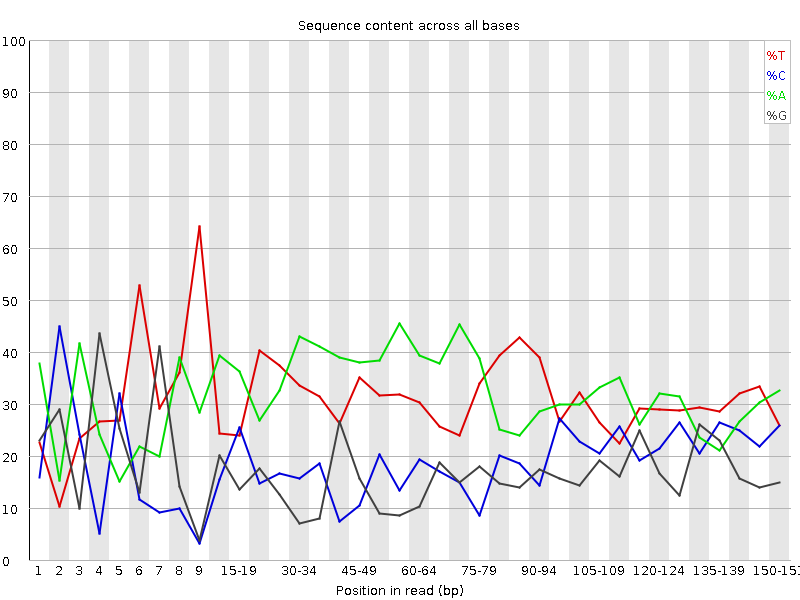 Sequence content across all bases
100
90
80
70
60
50
40
30
20
10
0
%T
%C
%A
%G
1 2 3 4 5 6 7 8 9 15-19 30-34 45-49 60-64 75-79 90-94 105-109 120-124 135-139 150-151
Position in read (bp)